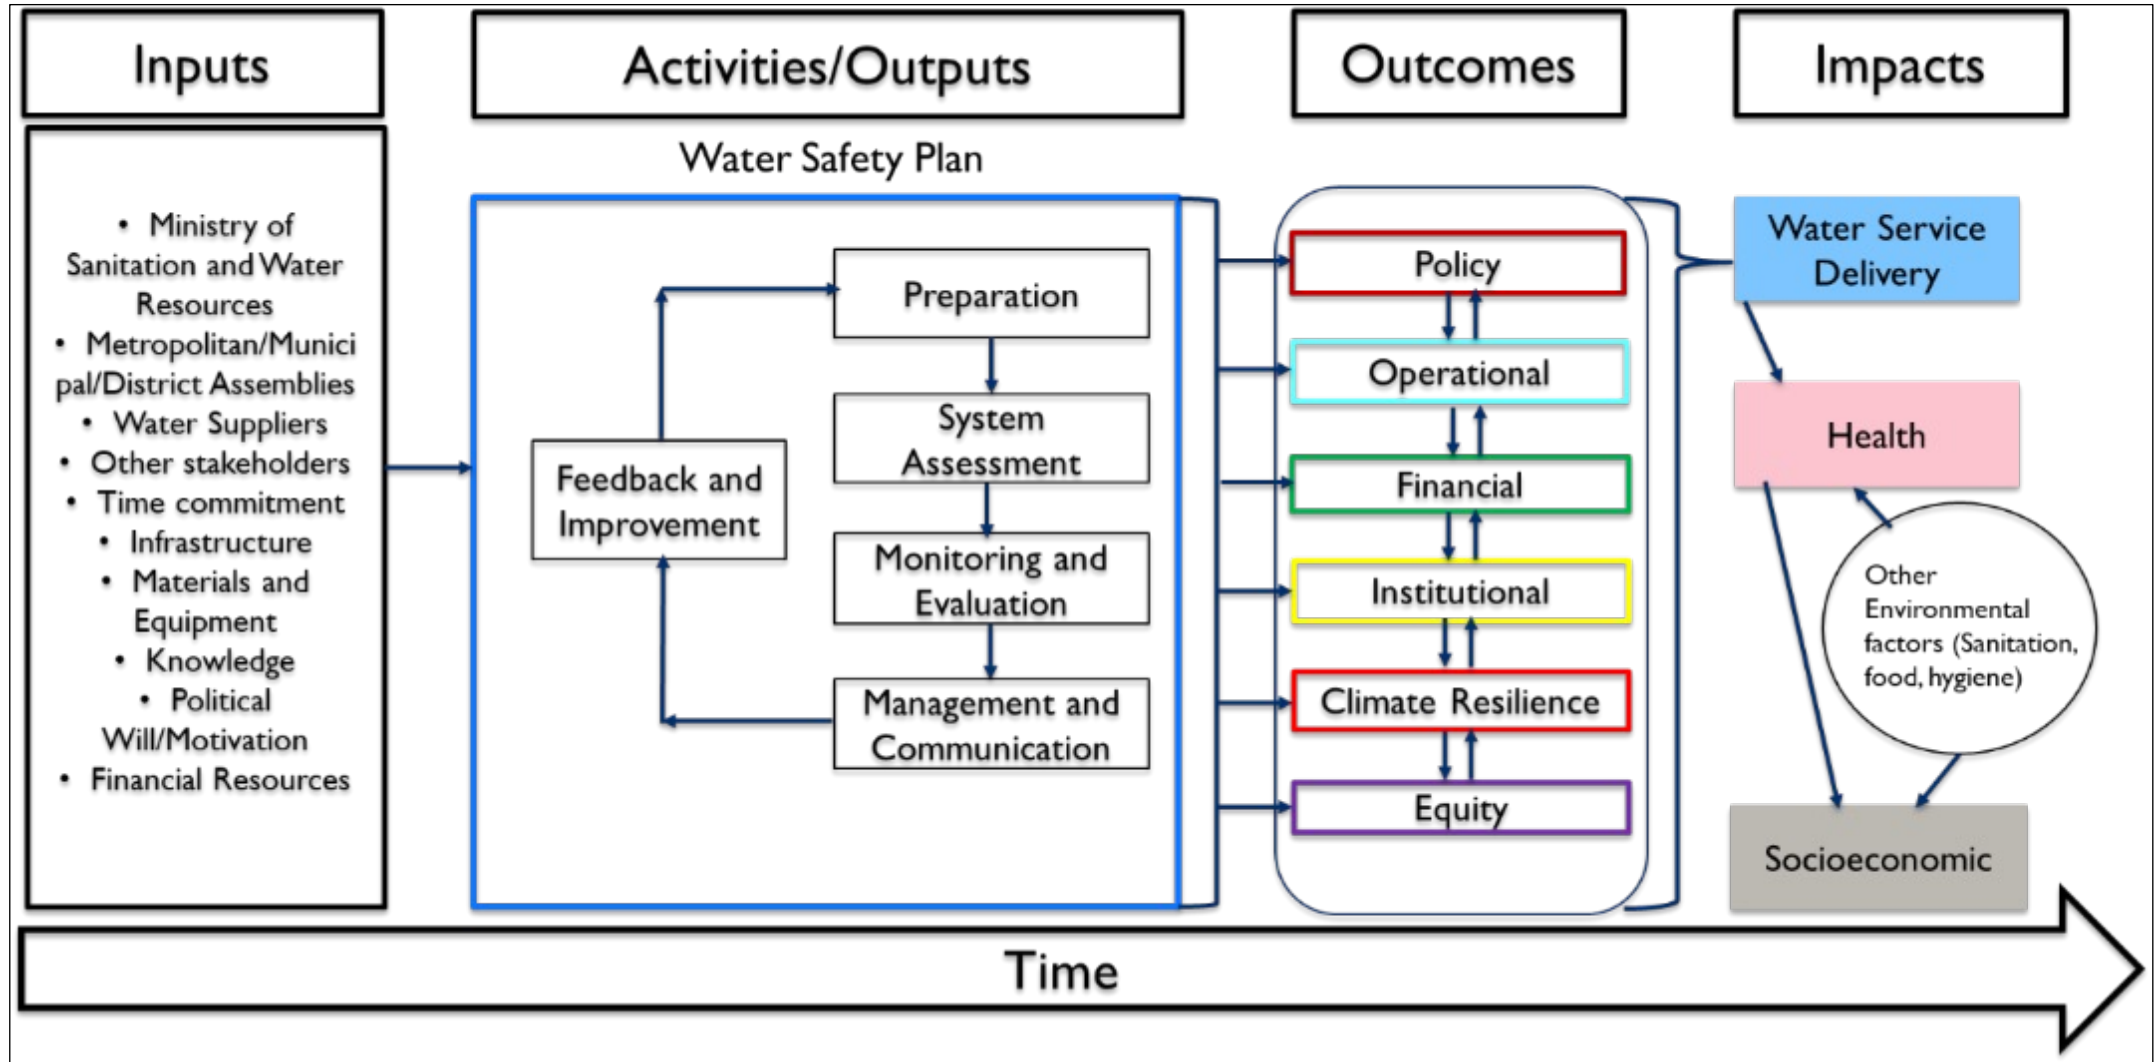 Inputs
Activities/Outputs
Outcomes
Impacts
• Ministry of
Sanitation and Water
Resources
• Metropolitan/Munici
pal/District Assemblies
• Water Suppliers
• Other stakeholders
• Time commitment
• Infrastructure
• Materials and
Equipment
• Knowledge
• Political
Will/Motivation
• Financial Resources
Water Safety Plan
Preparation
System
Assessment
Monitoring and
Evaluation
Management and
Communication
Feedback and
Improvement
Policy
Operational
Financial
Institutional
Climate Resilience
Equity
Water Service
Delivery
Health
Other
Environmental
factors (Sanitation,
food, hygiene)
Socioeconomic
Time